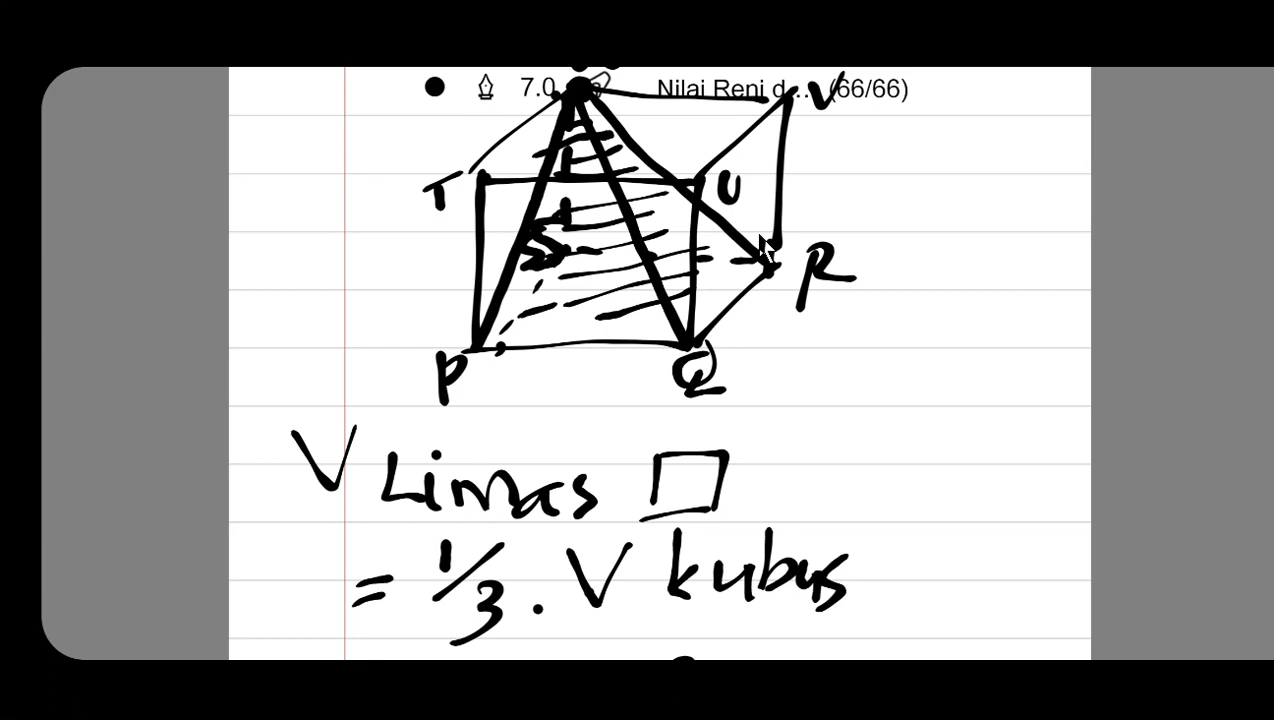 7.0 Nilai Reni d... (66/66)
V
T U
S
R
P Q
V Limas □
= 1/3 . V kubus